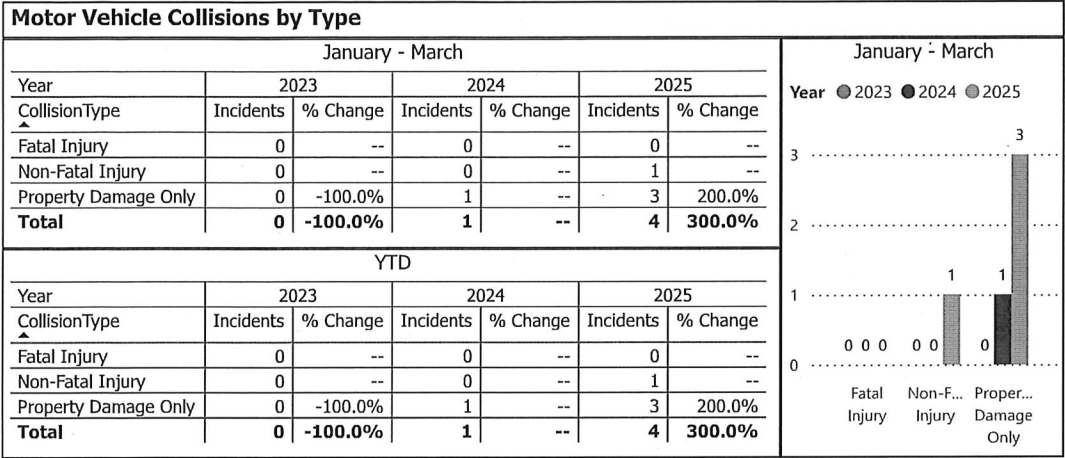 Motor Vehicle Collisions by Type
January - March
Year 2023 2024 2025
CollisionType Incidents % Change Incidents % Change Incidents % Change
Fatal Injury 0 -- 0 -- 0 --
Non-Fatal Injury 0 -- 0 -- 1 --
Property Damage Only 0 -100.0% 1 -- 3 200.0%
Total 0 -100.0% 1 -- 4 300.0%
YTD
Year 2023 2024 2025
CollisionType Incidents % Change Incidents % Change Incidents % Change
Fatal Injury 0 -- 0 -- 0 --
Non-Fatal Injury 0 -- 0 -- 1 --
Property Damage Only 0 -100.0% 1 -- 3 200.0%
Total 0 -100.0% 1 -- 4 300.0%
January - March
Year 2023 2024 2025
3
3
2
1 1 1
0 0 0 0 0 0
0
Fatal Non-F... Proper...
Injury Injury Damage
Only